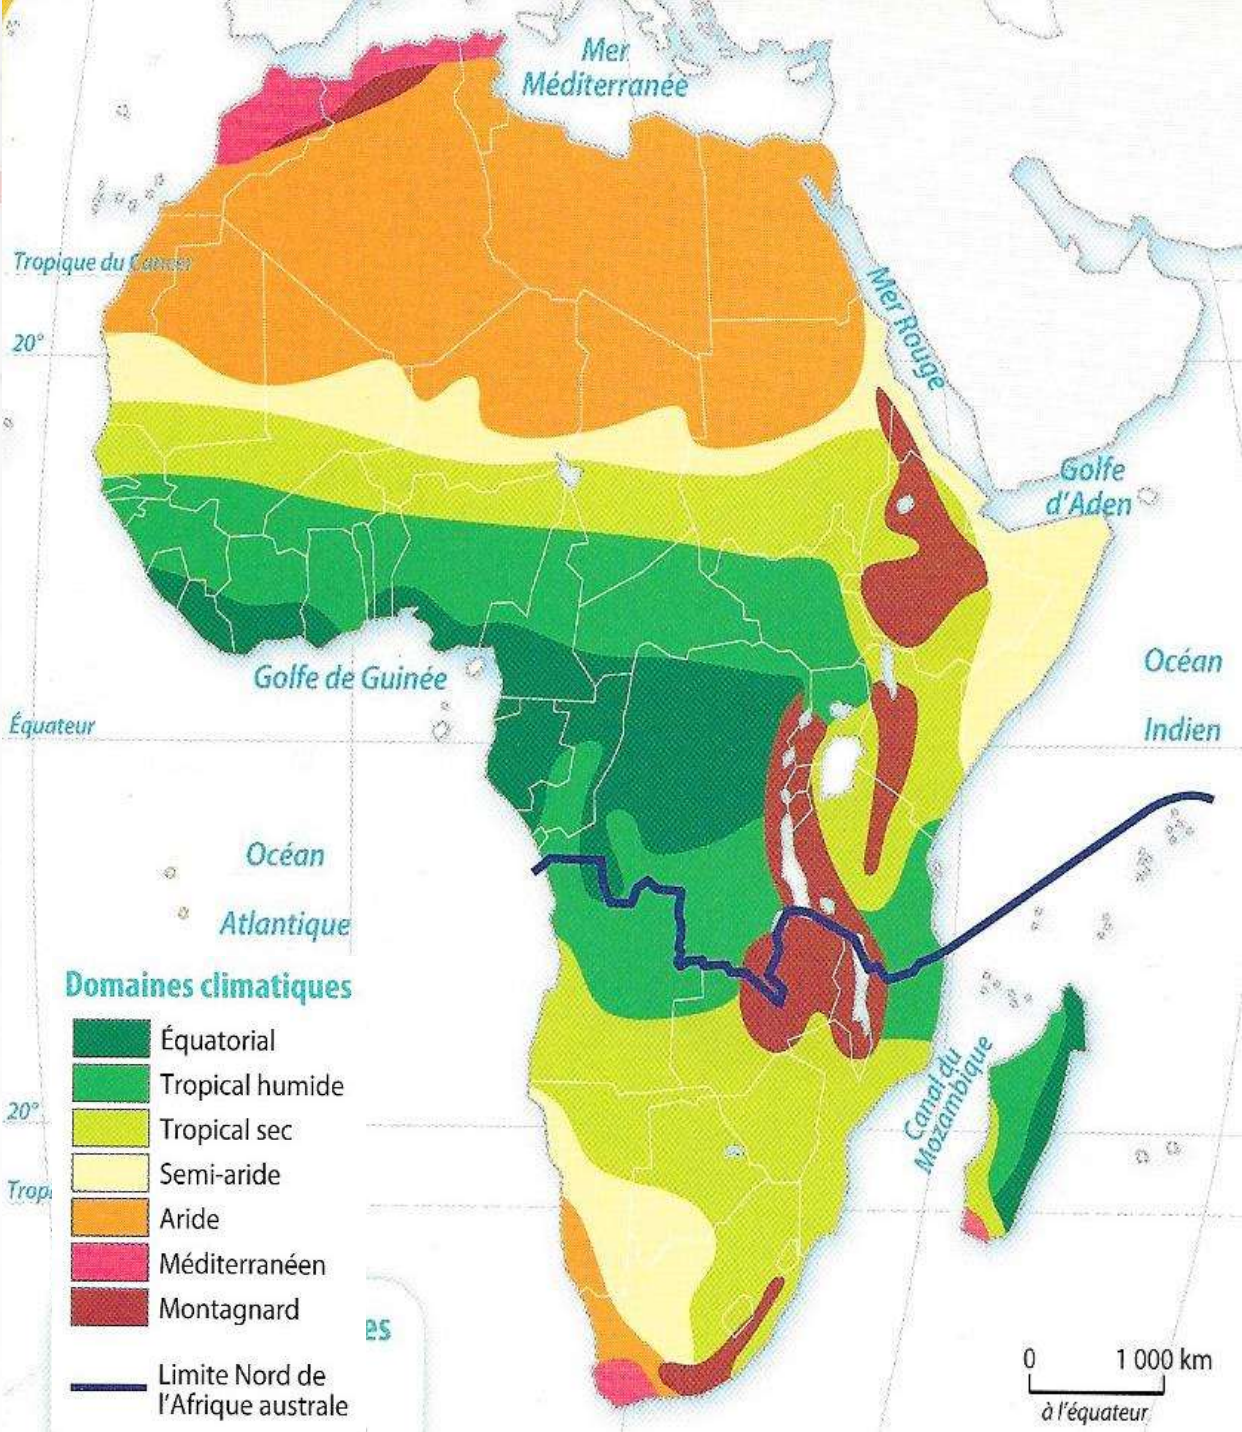 Mer
Méditerranée
Tropique du Cancer
20°
Mer Rouge
Golfe
d'Aden
Golfe de Guinée
Océan
Indien
Équateur
Océan
Atlantique
Canal du
Mozambique
20°
Trop
Domaines climatiques
Équatorial
Tropical humide
Tropical sec
Semi-aride
Aride
Méditerranéen
Montagnard
Limite Nord de
l'Afrique australe
es
0 1 000 km
à l'équateur